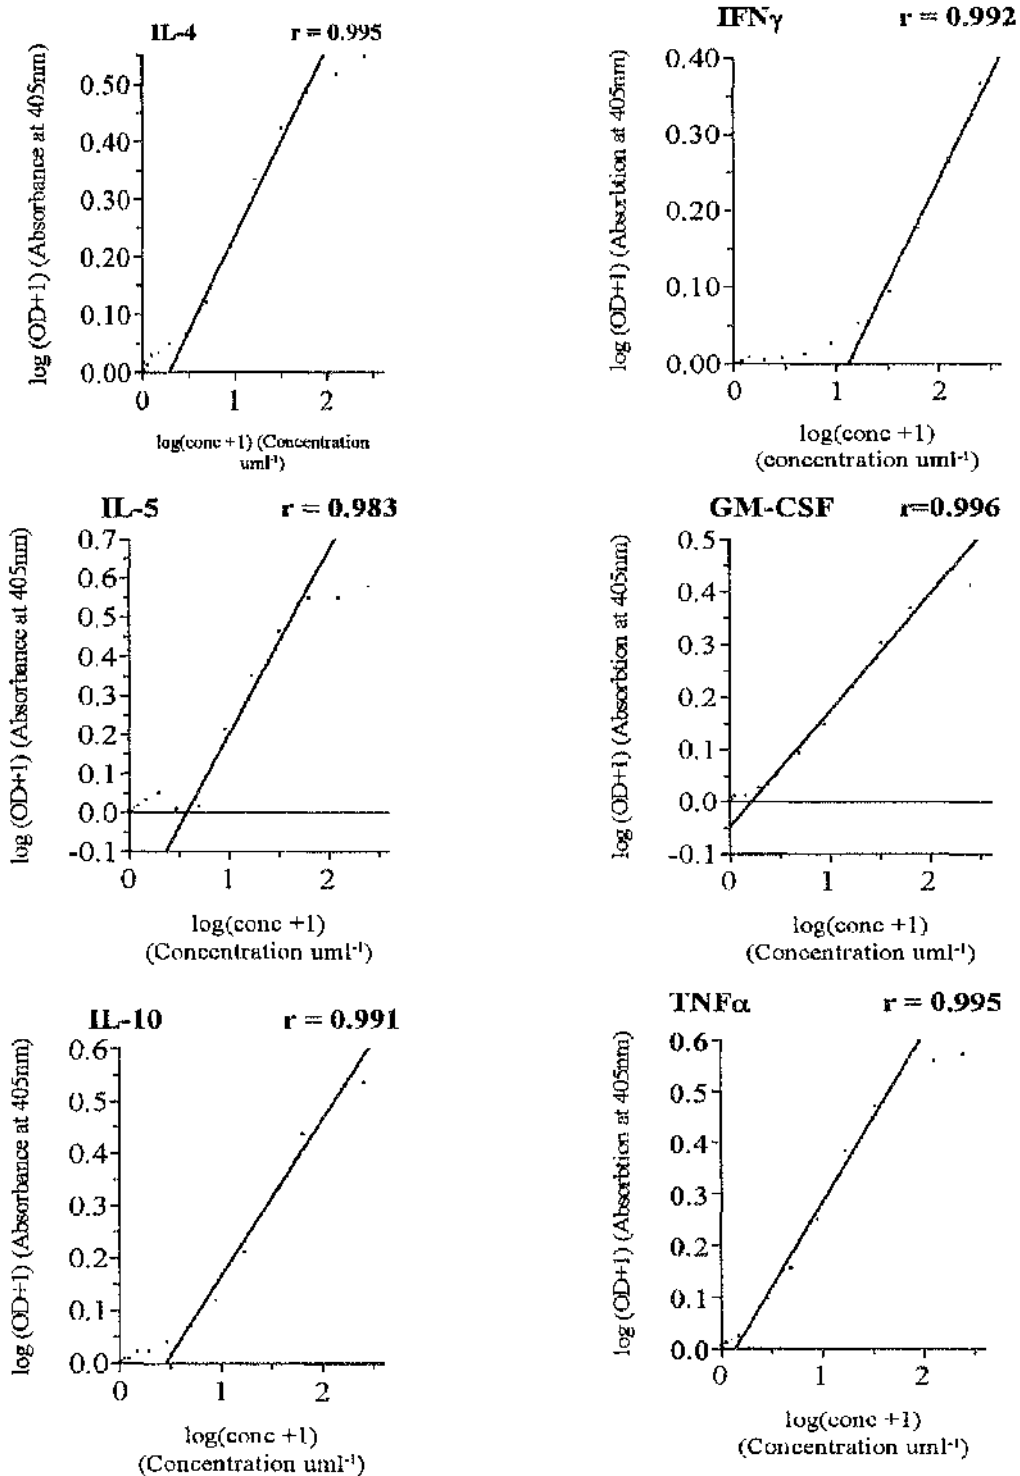 IL-4 r = 0.995
log (OD+1) (Absorbance at 405nm)
0.50
0.40
0.30
0.20
0.10
0.00
0 1 2
log(conc +1) (Concentration
uml-1)
IFNγ r = 0.992
log (OD+1) (Absorbtion at 405nm)
0.40
0.30
0.20
0.10
0.00
0 1 2
log(conc +1)
(concentration uml-1)
IL-5 r = 0.983
log (OD+1) (Absorbance at 405nm)
0.7
0.6
0.5
0.4
0.3
0.2
0.1
0.0
-0.1
0 1 2
log(conc +1)
(Concentration uml-1)
GM-CSF r=0.996
log (OD+1) (Absorbtion at 405nm)
0.5
0.4
0.3
0.2
0.1
0.0
-0.1
0 1 2
log(conc +1)
(Concentration uml-1)
IL-10 r = 0.991
log (OD+1) (Absorbance at 405nm)
0.6
0.5
0.4
0.3
0.2
0.1
0.0
0 1 2
log(conc +1)
(Concentration uml-1)
TNFα r = 0.995
log (OD+1) (Absorbtion at 405nm)
0.6
0.5
0.4
0.3
0.2
0.1
0.0
0 1 2
log(conc +1)
(Concentration uml-1)